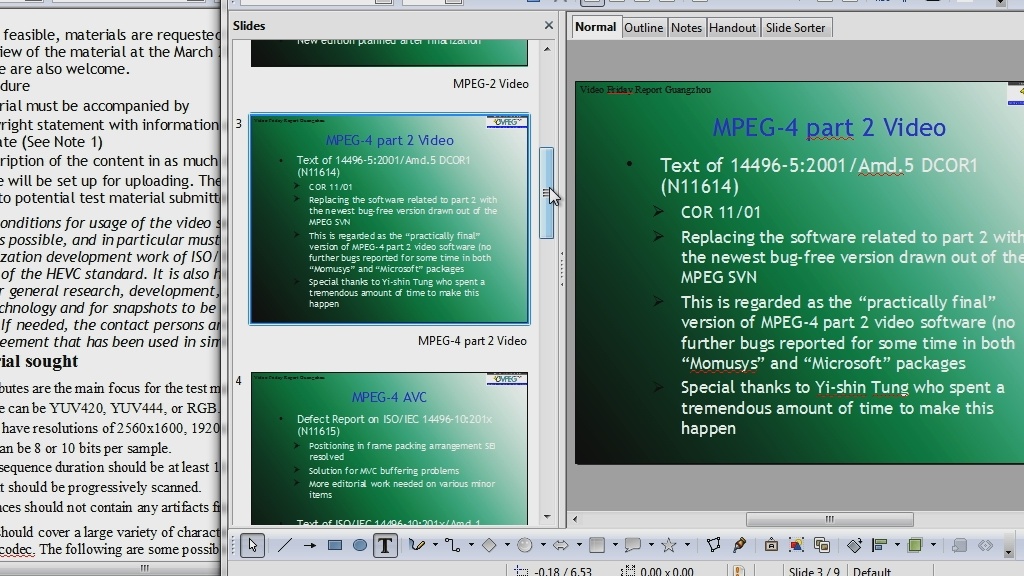 feasible, materials are requested
view of the material at the March
e are also welcome.
dure
rial must be accompanied by
right statement with information
ate (See Note 1)
ription of the content in as much
e will be set up for uploading. The
to potential test material submitt
onditions for usage of the video s
s possible, and in particular must
zation development work of ISO/
of the HEVC standard. It is also h
r general research, development,
chnology and for snapshots to be
If needed, the contact persons ar
eement that has been used in sim
rial sought
butes are the main focus for the test m
e can be YUV420, YUV444, or RGB.
have resolutions of 2560x1600, 1920
an be 8 or 10 bits per sample.
sequence duration should be at least 1
t should be progressively scanned.
nces should not contain any artifacts fi
should cover a large variety of charact
codec. The following are some possib
Slides
New edition planned after finalization
MPEG-2 Video
3
Video Friday Report Guangzhou
MPEG-4 part 2 Video
Text of 14496-5:2001/Amd.5 DCOR1
(N11614)
COR 11/01
Replacing the software related to part 2 with
the newest bug-free version drawn out of the
MPEG SVN
This is regarded as the “practically final”
version of MPEG-4 part 2 video software (no
further bugs reported for some time in both
“Momusys” and “Microsoft” packages
Special thanks to Yi-shin Tung who spent a
tremendous amount of time to make this
happen
MPEG-4 part 2 Video
4
Video Friday Report Guangzhou
MPEG-4 AVC
Defect Report on ISO/IEC 14496-10:201x
(N11615)
Positioning in frame packing arrangement SEI
resolved
Solution for MVC buffering problems
More editorial work needed on various minor
items
Text of ISO/IEC 14496-10:201x/Amd.1
Normal Outline Notes Handout Slide Sorter
Video Friday Report Guangzhou
MPEG-4 part 2 Video
Text of 14496-5:2001/Amd.5 DCOR1
(N11614)
COR 11/01
Replacing the software related to part 2 with
the newest bug-free version drawn out of the
MPEG SVN
This is regarded as the “practically final”
version of MPEG-4 part 2 video software (no
further bugs reported for some time in both
“Momusys” and “Microsoft” packages
Special thanks to Yi-shin Tung who spent a
tremendous amount of time to make this
happen
T
-0.18 / 6.53 0.00 x 0.00 Slide 3 / 9 Default